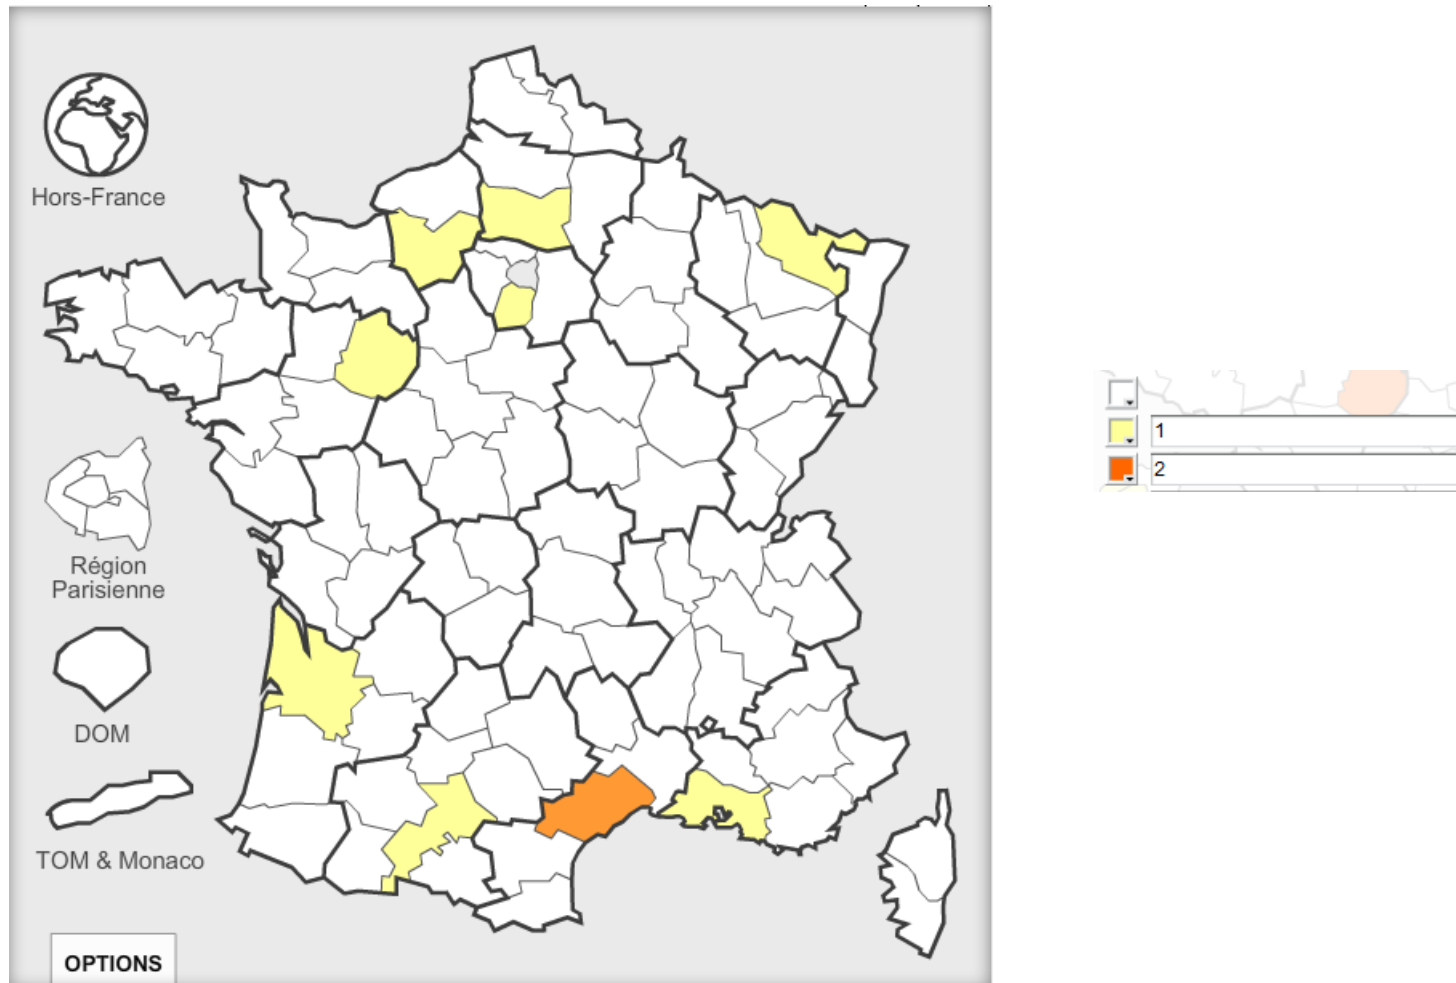 Hors-France
Région
Parisienne
DOM
TOM & Monaco
OPTIONS
1
2